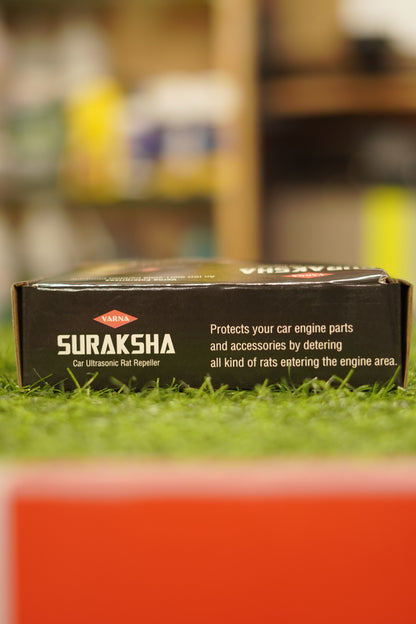 SURAKSHA
VARNA
SURAKSHA
Car Ultrasonic Rat Repeller
Protects your car engine parts
and accessories by detering
all kind of rats entering the engine area.